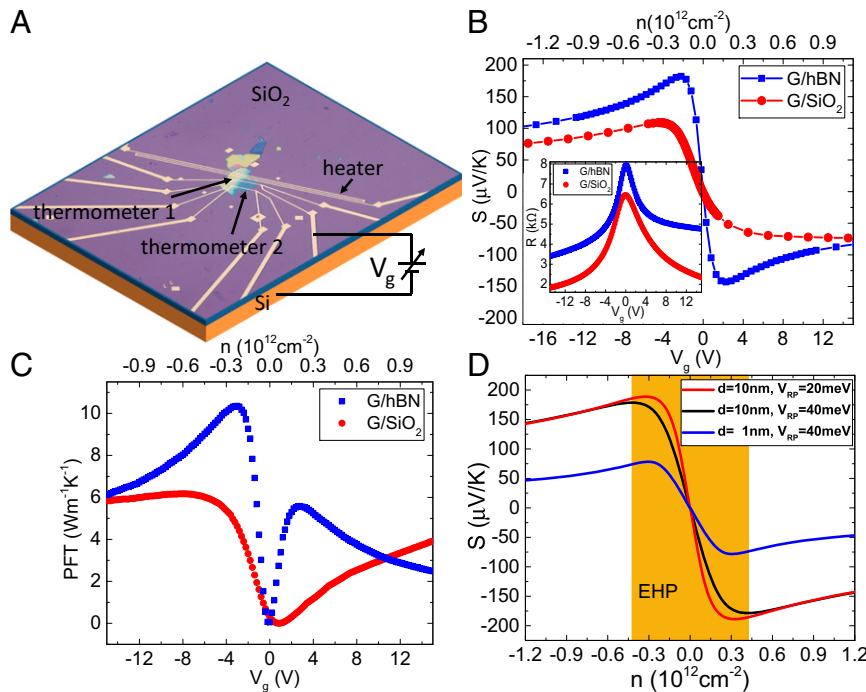 A
SiO2
heater
thermometer 1
thermometer 2
Vg
Si
B
n(10^12cm^-2)
-1.2 -0.9 -0.6 -0.3 0.0 0.3 0.6 0.9
G/hBN
G/SiO2
S (μV/K)
200
150
100
50
0
-50
-100
-150
-200
-16 -12 -8 -4 0 4 8 12
Vg (V)
G/hBN
G/SiO2
R (kΩ)
8
7
6
5
4
3
2
-12 -8 -4 0 4 8 12
Vg (V)
C
n (10^12cm^-2)
-0.9 -0.6 -0.3 0.0 0.3 0.6 0.9
G/hBN
G/SiO2
PFT (Wm^-1K^-1)
10
8
6
4
2
0
-12 -8 -4 0 4 8 12
Vg (V)
D
d=10nm, VRP=20meV
d=10nm, VRP=40meV
d= 1nm, VRP=40meV
S (μV/K)
200
150
100
50
0
-50
-100
-150
-200
EHP
-1.2 -0.9 -0.6 -0.3 0.0 0.3 0.6 0.9 1.2
n (10^12cm^-2)